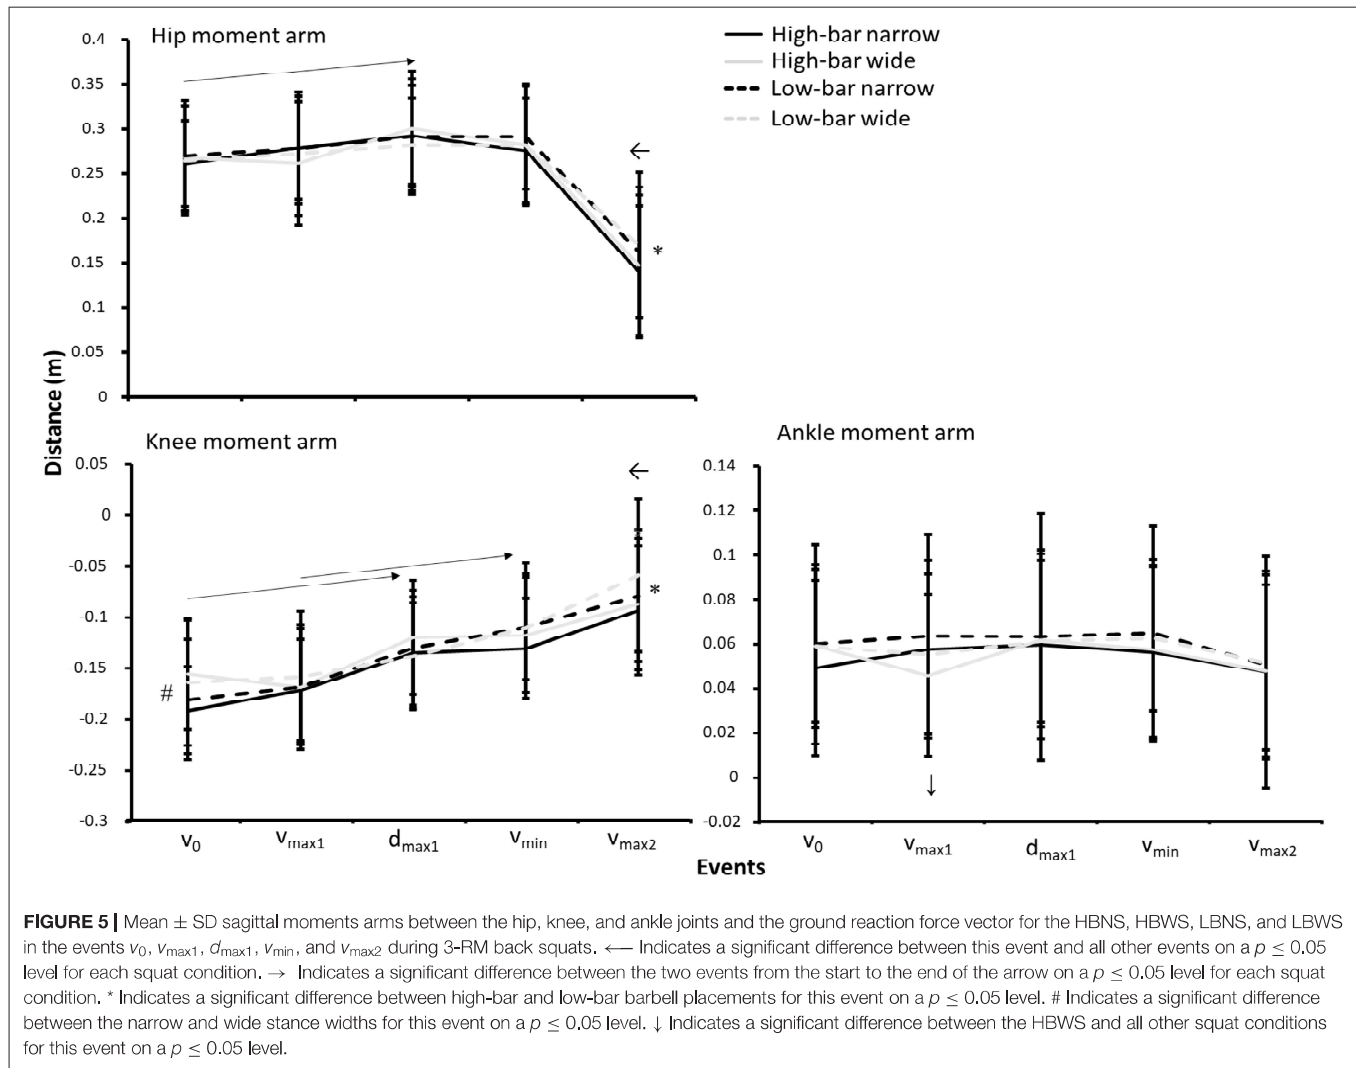 Hip moment arm
High-bar narrow
High-bar wide
Low-bar narrow
Low-bar wide
0.4
0.35
0.3
0.25
0.2
0.15
0.1
0.05
0
←
*
Distance (m)
Knee moment arm
0.05
0
-0.05
-0.1
-0.15
-0.2
-0.25
-0.3
←
*
#
v0
vmax1
dmax1
vmin
vmax2
Ankle moment arm
0.14
0.12
0.1
0.08
0.06
0.04
0.02
0
-0.02
↓
v0
vmax1
dmax1
vmin
vmax2
Events
FIGURE 5 | Mean ± SD sagittal moments arms between the hip, knee, and ankle joints and the ground reaction force vector for the HBNS, HBWS, LBNS, and LBWS
in the events v0, vmax1, dmax1, vmin, and vmax2 during 3-RM back squats. ⟵ Indicates a significant difference between this event and all other events on a p ≤ 0.05
level for each squat condition. → Indicates a significant difference between the two events from the start to the end of the arrow on a p ≤ 0.05 level for each squat
condition. * Indicates a significant difference between high-bar and low-bar barbell placements for this event on a p ≤ 0.05 level. # Indicates a significant difference
between the narrow and wide stance widths for this event on a p ≤ 0.05 level. ↓ Indicates a significant difference between the HBWS and all other squat conditions
for this event on a p ≤ 0.05 level.